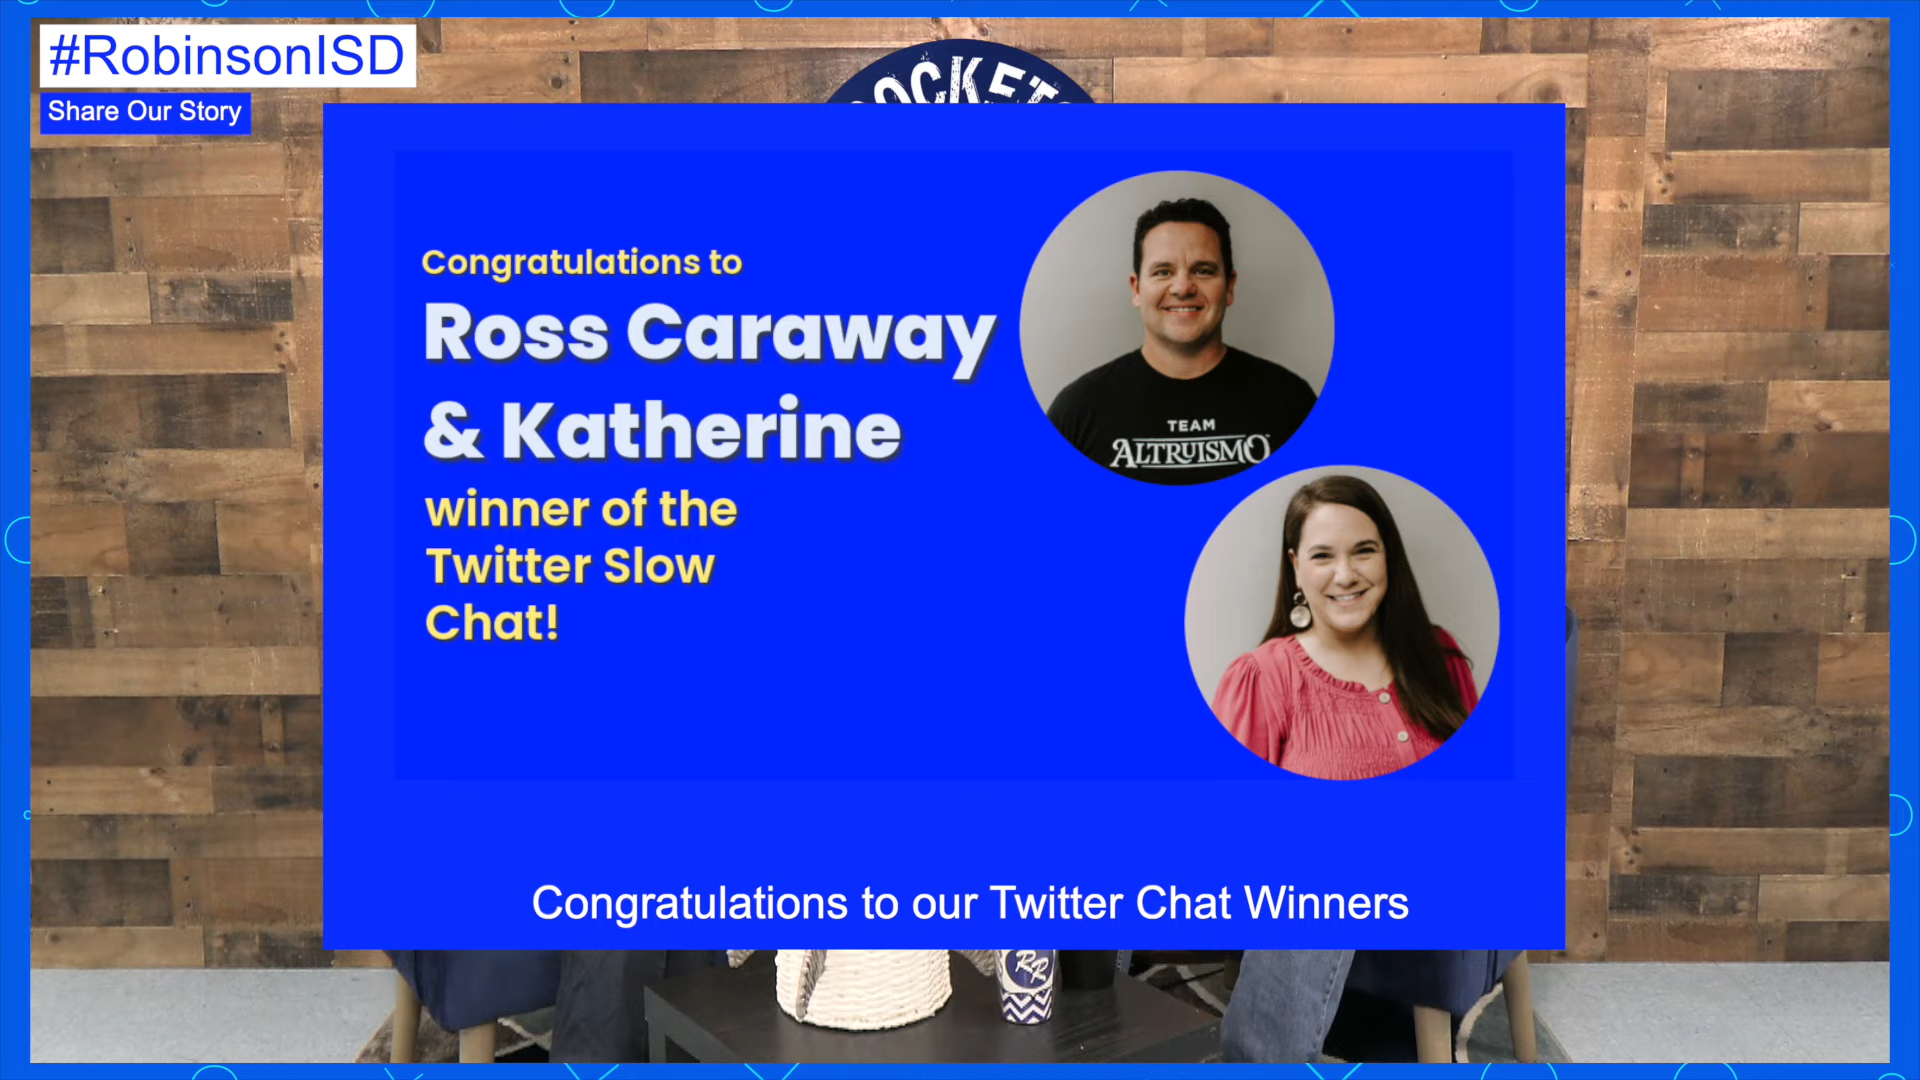 #RobinsonISD
Share Our Story
Congratulations to
Ross Caraway
& Katherine
winner of the
Twitter Slow
Chat!
TEAM
ALTRUISMO
Congratulations to our Twitter Chat Winners
RR